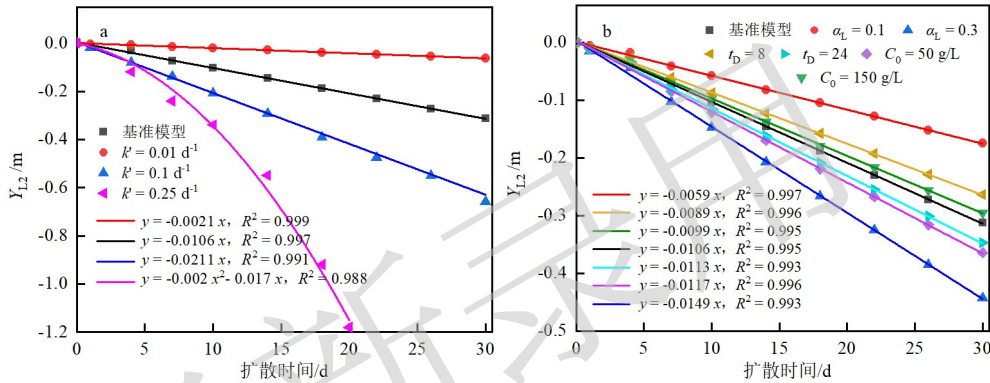 a
0.0
-0.2
-0.4
-0.6
-0.8
-1.0
-1.2
Y_L2 /m
基准模型
k' = 0.01 d⁻¹
k' = 0.1 d⁻¹
k' = 0.25 d⁻¹
y = -0.0021 x, R² = 0.999
y = -0.0106 x, R² = 0.997
y = -0.0211 x, R² = 0.991
y = -0.002 x² - 0.017 x, R² = 0.988
0 5 10 15 20 25 30
扩散时间/d
b
基准模型 α_L = 0.1 α_L = 0.3
t_D = 8 t_D = 24 C_0 = 50 g/L
C_0 = 150 g/L
0.0
-0.1
-0.2
-0.3
-0.4
-0.5
Y_L2 /m
y = -0.0059 x, R² = 0.997
y = -0.0089 x, R² = 0.996
y = -0.0099 x, R² = 0.995
y = -0.0106 x, R² = 0.995
y = -0.0113 x, R² = 0.993
y = -0.0117 x, R² = 0.996
y = -0.0149 x, R² = 0.993
0 5 10 15 20 25 30
扩散时间/d